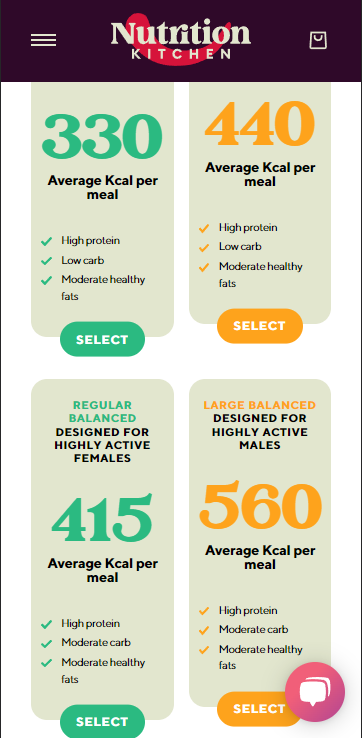 Nutrition
KITCHEN
330
Average Kcal per
meal
High protein
Low carb
Moderate healthy
fats
SELECT
440
Average Kcal per
meal
High protein
Low carb
Moderate healthy
fats
SELECT
REGULAR
BALANCED
DESIGNED FOR
HIGHLY ACTIVE
FEMALES
415
Average Kcal per
meal
High protein
Moderate carb
Moderate healthy
fats
SELECT
LARGE BALANCED
DESIGNED FOR
HIGHLY ACTIVE
MALES
560
Average Kcal per
meal
High protein
Moderate carb
Moderate healthy
fats
SELECT